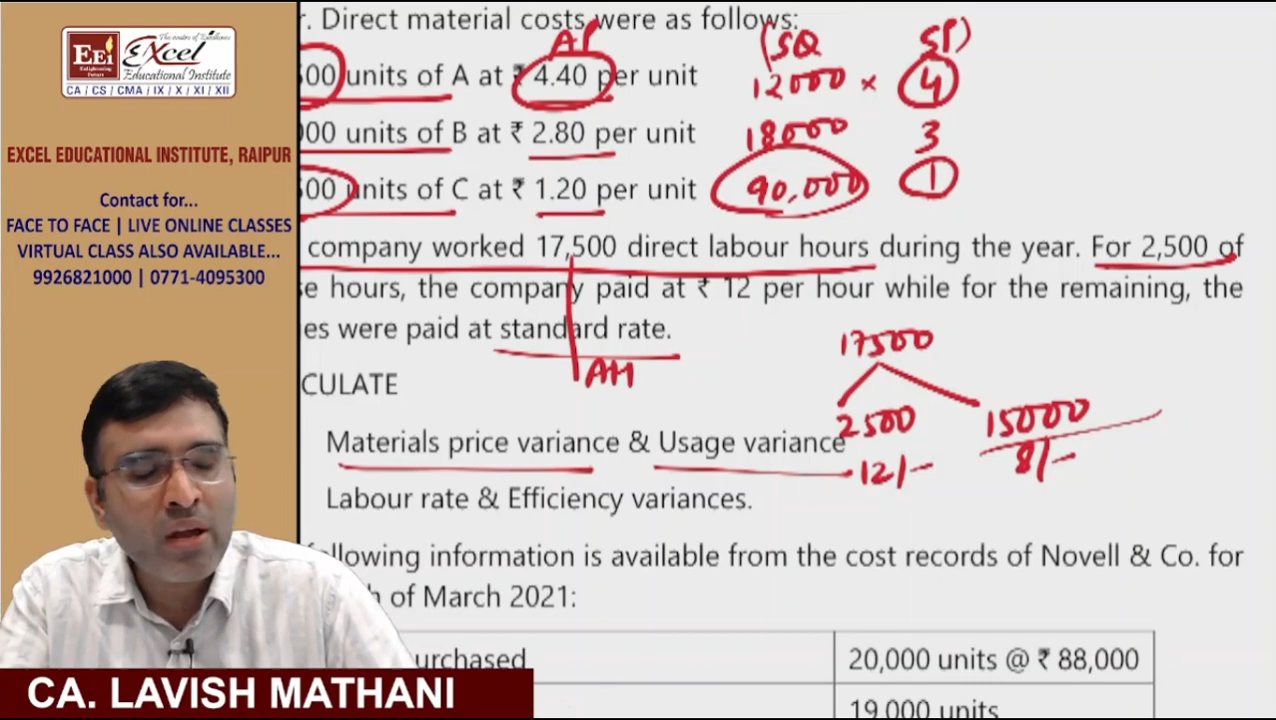 r. Direct material costs were as follows:
500 units of A at ₹ 4.40 per unit
000 units of B at ₹ 2.80 per unit
500 units of C at ₹ 1.20 per unit
AP
(SQ SP)
12000 × 4
18000 3
90,000 1
company worked 17,500 direct labour hours during the year. For 2,500 of
e hours, the company paid at ₹ 12 per hour while for the remaining, the
es were paid at standard rate.
AH
17500
2500 15000
12/- 8/-
CULATE
Materials price variance & Usage variance
Labour rate & Efficiency variances.
following information is available from the cost records of Novell & Co. for
h of March 2021:
urchased
20,000 units @ ₹ 88,000
19,000 units
EEi
Excel
Educational Institute
CA / CS / CMA / IX / X / XI / XII
EXCEL EDUCATIONAL INSTITUTE, RAIPUR
Contact for...
FACE TO FACE | LIVE ONLINE CLASSES
VIRTUAL CLASS ALSO AVAILABLE...
9926821000 | 0771-4095300
CA. LAVISH MATHANI